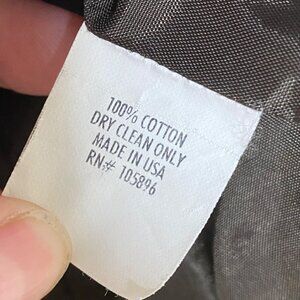 100% COTTON
DRY CLEAN ONLY
MADE IN USA
RN# 105896